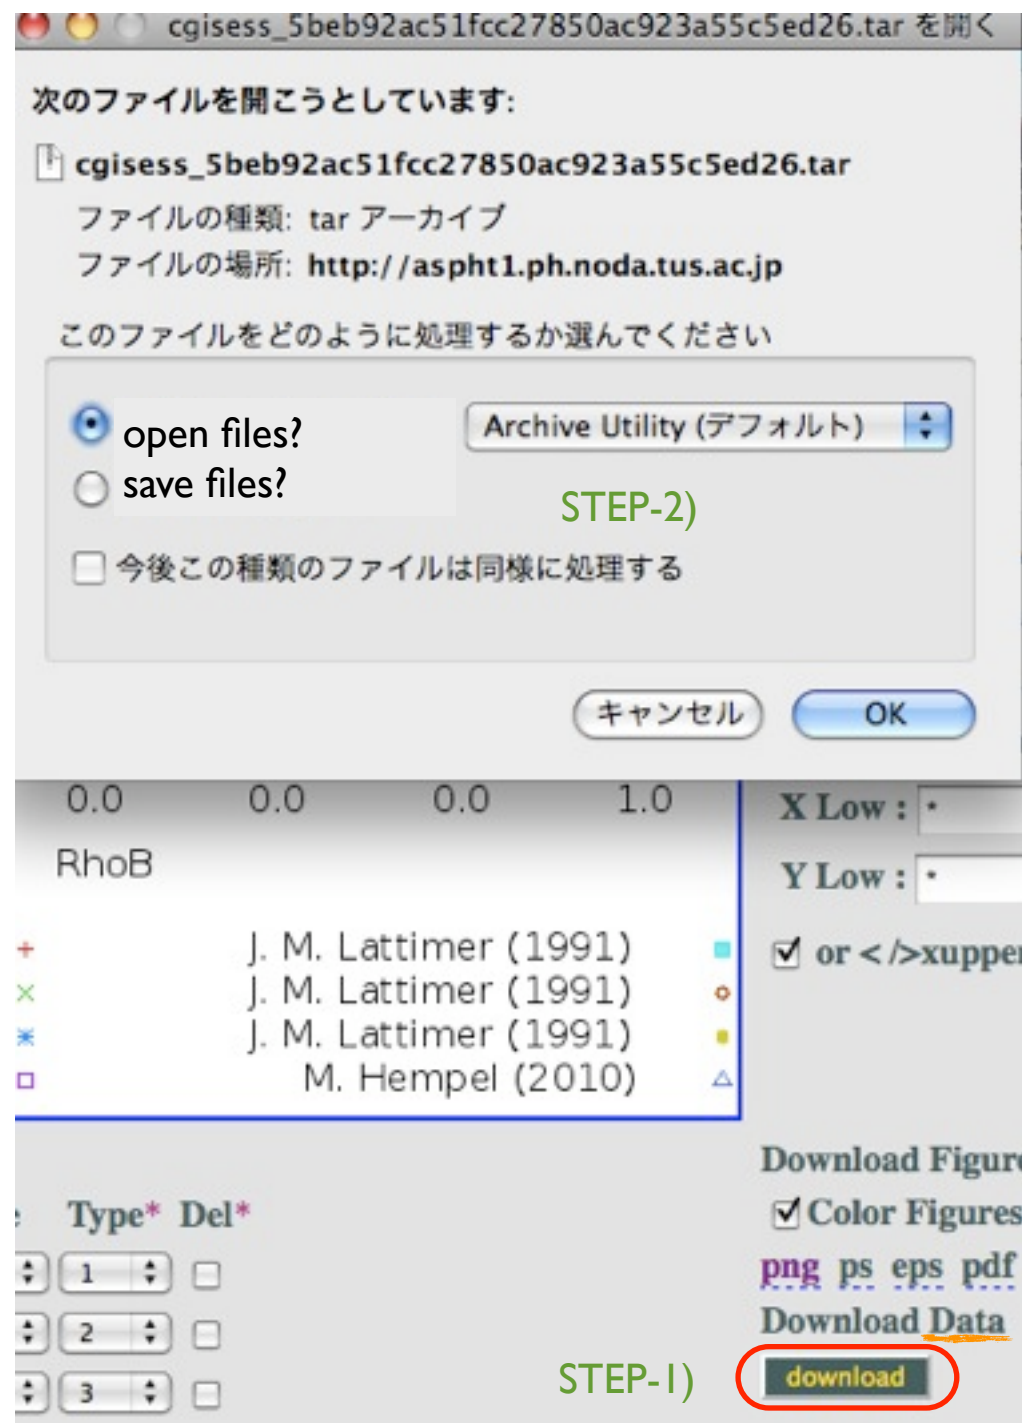 cgisess_5beb92ac51fcc27850ac923a55c5ed26.tar を開く
次のファイルを開こうとしています:
cgisess_5beb92ac51fcc27850ac923a55c5ed26.tar
ファイルの種類: tar アーカイブ
ファイルの場所: http://aspht1.ph.noda.tus.ac.jp
このファイルをどのように処理するか選んでください
open files? Archive Utility (デフォルト)
save files?
STEP-2)
今後この種類のファイルは同様に処理する
キャンセル OK
0.0 0.0 0.0 1.0
RhoB
J. M. Lattimer (1991)
J. M. Lattimer (1991)
J. M. Lattimer (1991)
M. Hempel (2010)
X Low : *
Y Low : *
or < />xupper
Type* Del*
1
2
3
Download Figure
Color Figures
png ps eps pdf
Download Data
STEP-1) download